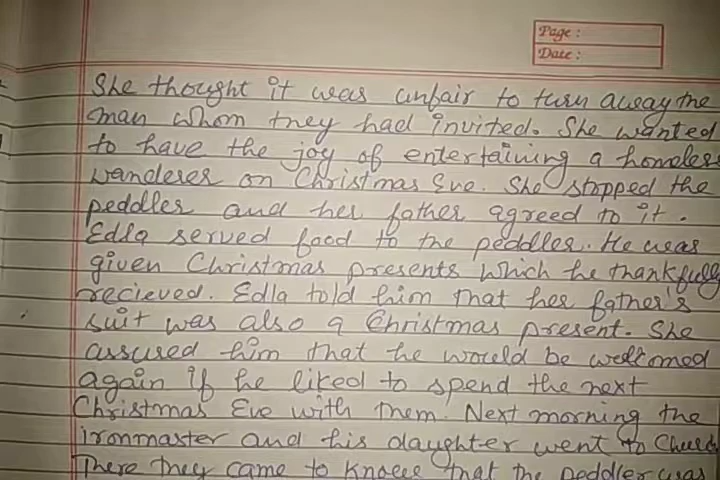 Page :
Date :
She thought it was unfair to turn away the
man whom they had invited. She wanted
to have the joy of entertaining a homeless
wanderer on Christmas Eve. She stopped the
peddler and her father agreed to it.
Edla served food to the peddler. He was
given Christmas presents which he thankfully
recieved. Edla told him that her father's
suit was also a Christmas present. She
assured him that he would be wellcomed
again if he liked to spend the next
Christmas Eve with them. Next morning the
ironmaster and his daughter went to Church
There they came to know that the peddler was